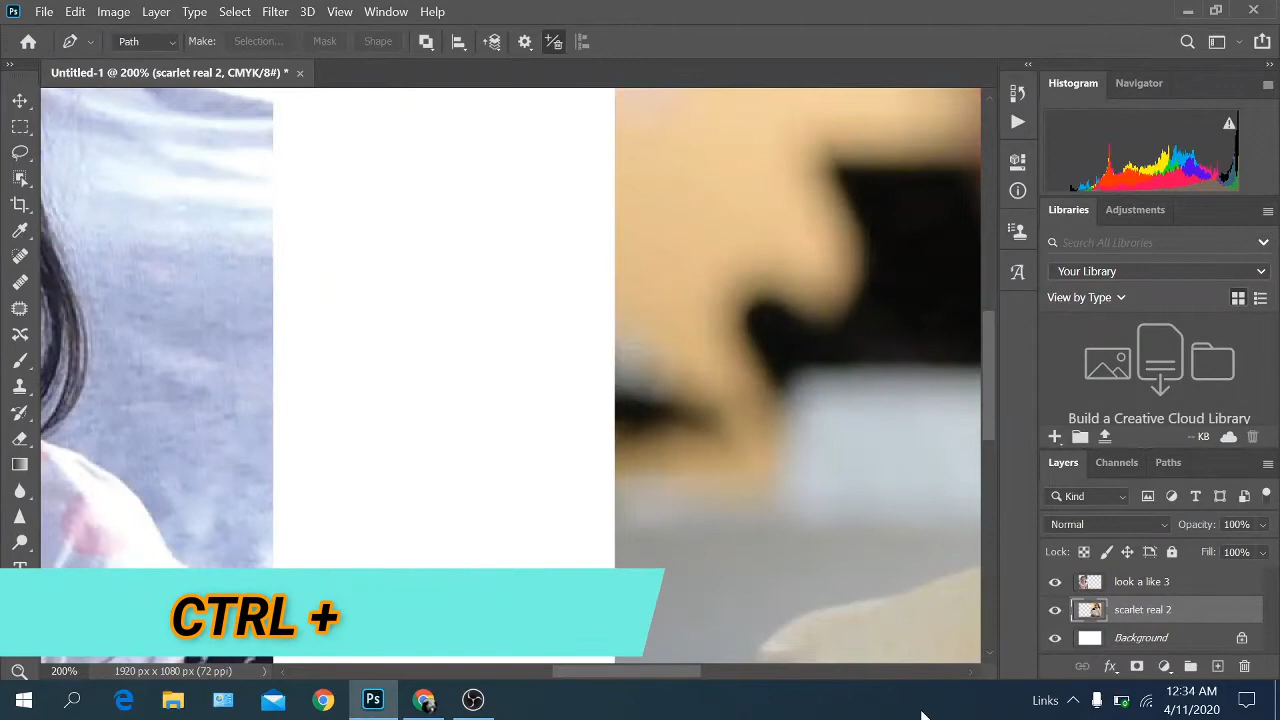 Ps File Edit Image Layer Type Select Filter 3D View Window Help
Path Make: Selection... Mask Shape
Untitled-1 @ 200% (scarlet real 2, CMYK/8#) *
Histogram Navigator
Libraries Adjustments
Search All Libraries
Your Library
View by Type
Build a Creative Cloud Library
-- KB
Layers Channels Paths
Kind
Normal Opacity: 100%
Lock: Fill: 100%
look a like 3
scarlet real 2
Background
CTRL +
200% 1920 px x 1080 px (72 ppi)
Ps Links 12:34 AM
4/11/2020